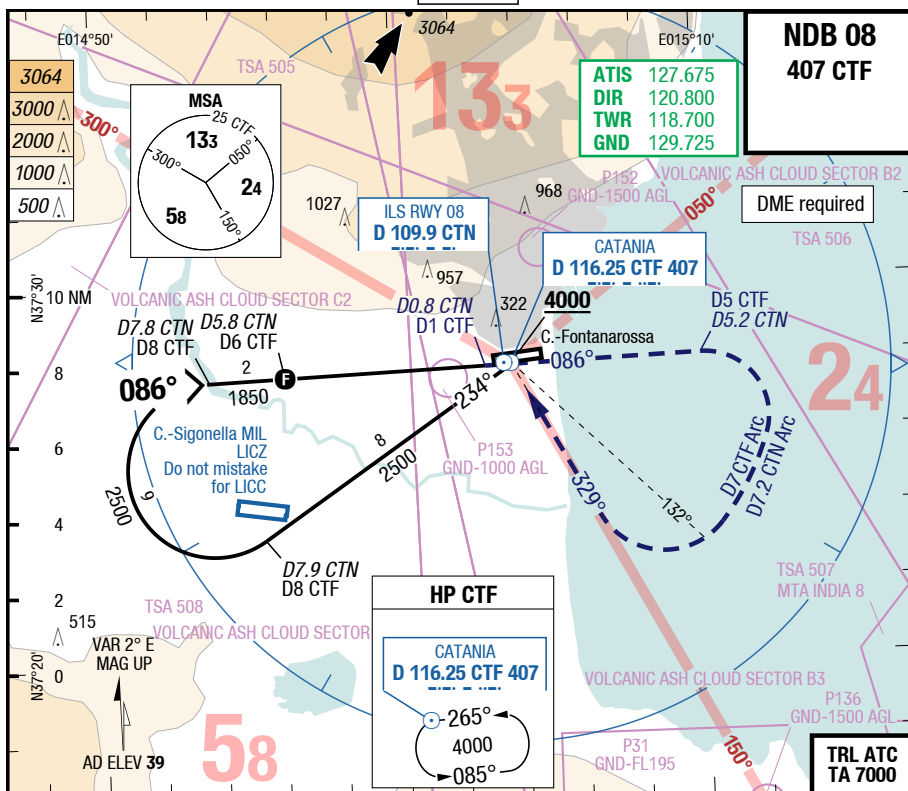 3064
E014°50'
E015°10'
NDB 08
407 CTF
TSA 505
13₃
3064
3000
2000
1000
500
300°
MSA
25 CTF
13₃
050°
300°
2₄
5₈
150°
ATIS 127.675
DIR 120.800
TWR 118.700
GND 129.725
P152
GND-1500 AGL
VOLCANIC ASH CLOUD SECTOR B2
050°
DME required
TSA 506
968
1027
ILS RWY 08
D 109.9 CTN
957
CATANIA
D 116.25 CTF 407
N37°30'
10 NM
VOLCANIC ASH CLOUD SECTOR C2
322
4000
D0.8 CTN
D1 CTF
D5 CTF
D5.2 CTN
C.-Fontanarossa
D7.8 CTN
D8 CTF
D5.8 CTN
D6 CTF
8
086°
2
F
1850
086°
234°
2₄
C.-Sigonella MIL
LICZ
Do not mistake
for LICC
8
2500
P153
GND-1000 AGL
6
9
2500
329°
132°
D7 CTF Arc
D7.2 CTN Arc
4
D7.9 CTN
D8 CTF
TSA 507
MTA INDIA 8
2
TSA 508
VOLCANIC ASH CLOUD SECTOR
515
VAR 2° E
MAG UP
HP CTF
CATANIA
D 116.25 CTF 407
265°
4000
085°
N37°20'
0
VOLCANIC ASH CLOUD SECTOR B3
P136
GND-1500 AGL
AD ELEV 39
5₈
P31
GND-FL195
150°
TRL ATC
TA 7000